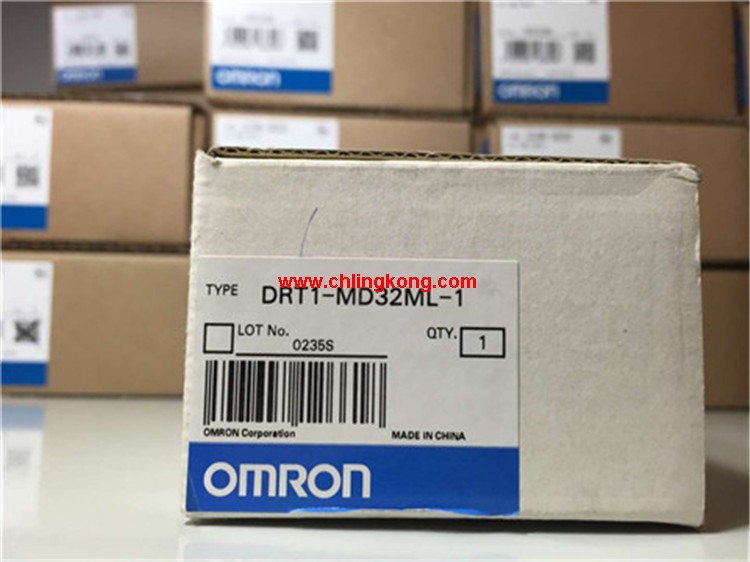 OMRON
OMRON
www.chlingkong.com
TYPE DRT1-MD32ML-1
LOT No. 0235S QTY. 1
OMRON Corporation MADE IN CHINA
OMRON